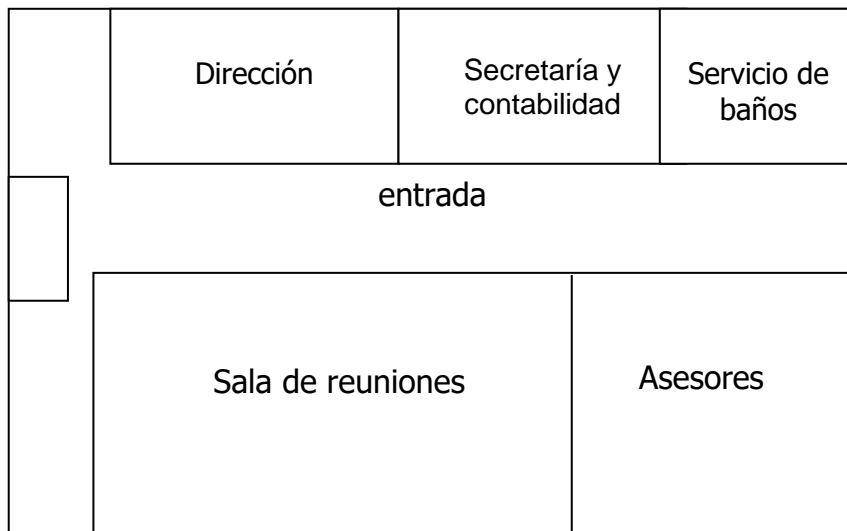 Dirección
Secretaría y
contabilidad
Servicio de
baños
entrada
Sala de reuniones
Asesores